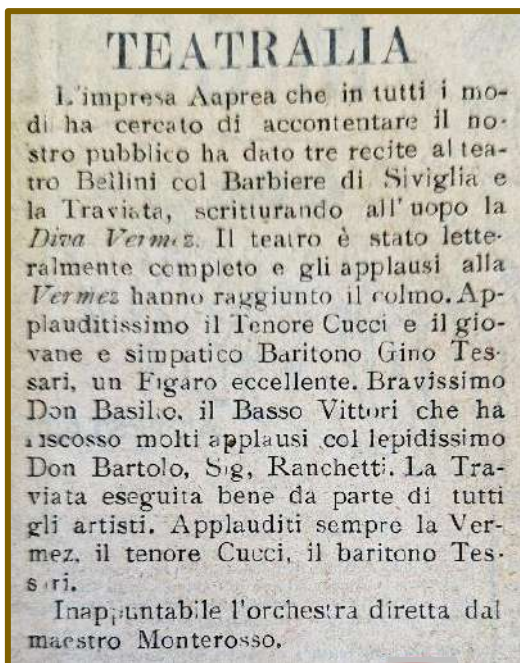 TEATRALIA
L'impresa Aaprea che in tutti i mo-
di ha cercato di accontentare il no-
stro pubblico ha dato tre recite al tea-
tro Bellini col Barbiere di Siviglia e
la Traviata, scritturando all'uopo la
Diva Vermez. Il teatro è stato lette-
ralmente completo e gli applausi alla
Vermez hanno raggiunto il colmo. Ap-
plauditissimo il Tenore Cucci e il gio-
vane e simpatico Baritono Gino Tes-
sari, un Figaro eccellente. Bravissimo
Don Basilio, il Basso Vittori che ha
riscosso molti applausi col lepidissimo
Don Bartolo, Sig, Ranchetti. La Tra-
viata eseguita bene da parte di tutti
gli artisti. Applauditi sempre la Ver-
mez, il tenore Cucci, il baritono Tes-
sari.
Inappuntabile l'orchestra diretta dal
maestro Monterosso.